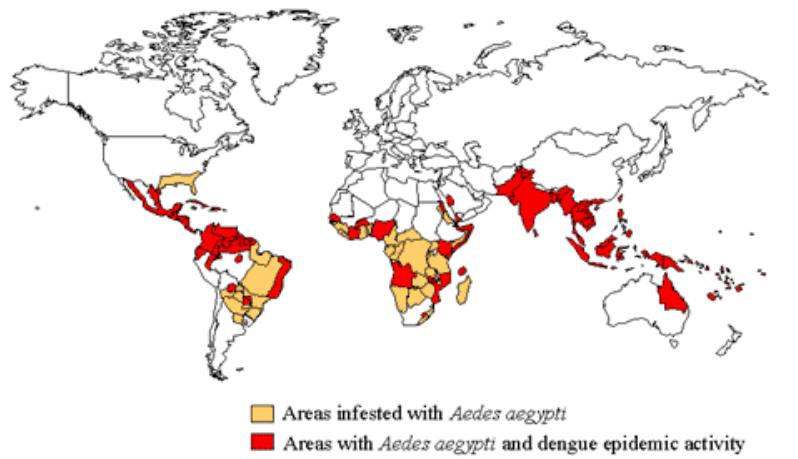 Areas infested with Aedes aegypti
Areas with Aedes aegypti and dengue epidemic activity